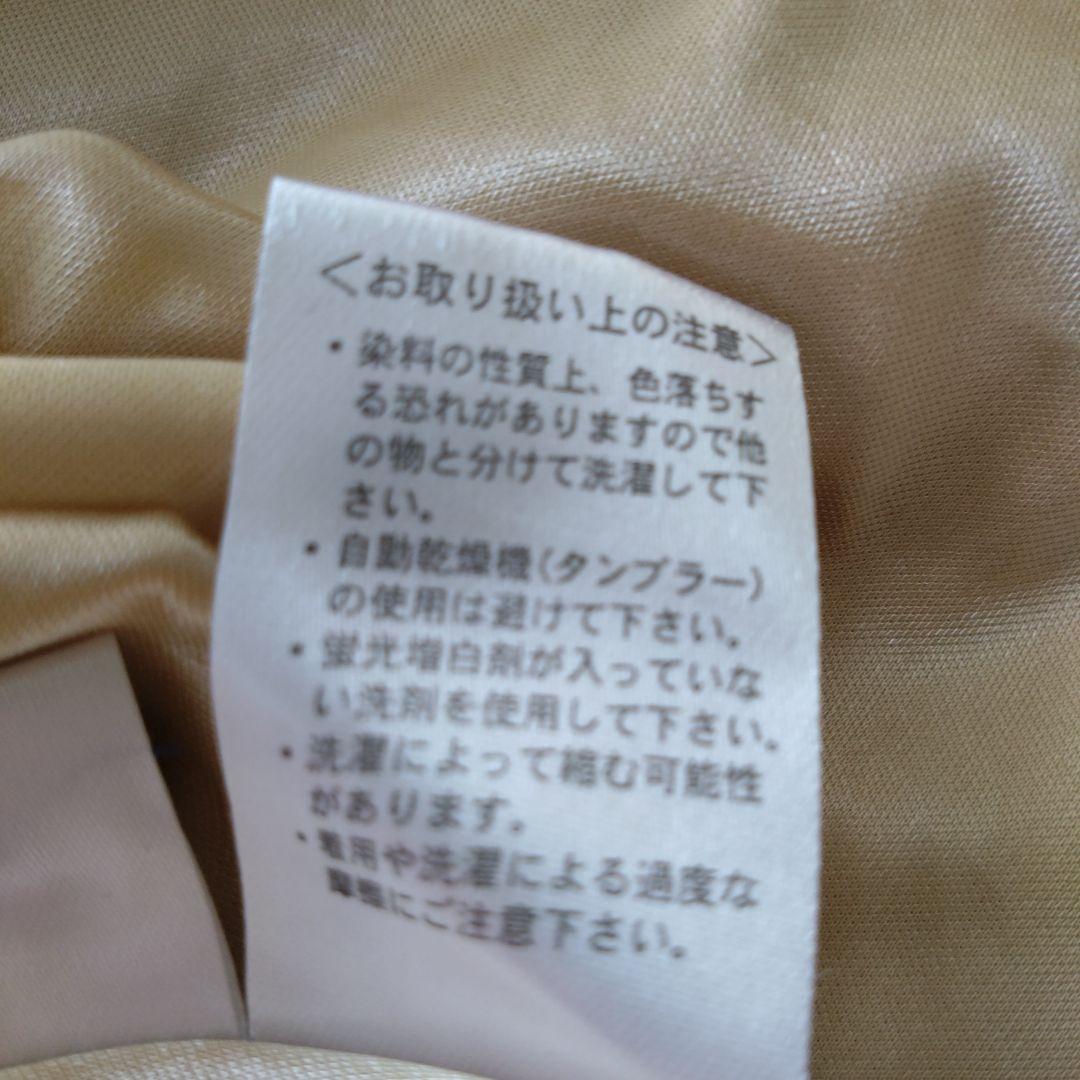 ＜お取り扱い上の注意＞
・染料の性質上、色落ちす
る恐れがありますので他
の物と分けて洗濯して下
さい。
・自動乾燥機(タンブラー)
の使用は避けて下さい。
・蛍光増白剤が入っていな
い洗剤を使用して下さい。
・洗濯によって縮む可能性
があります。
・着用や洗濯による過度な
摩擦にご注意下さい。